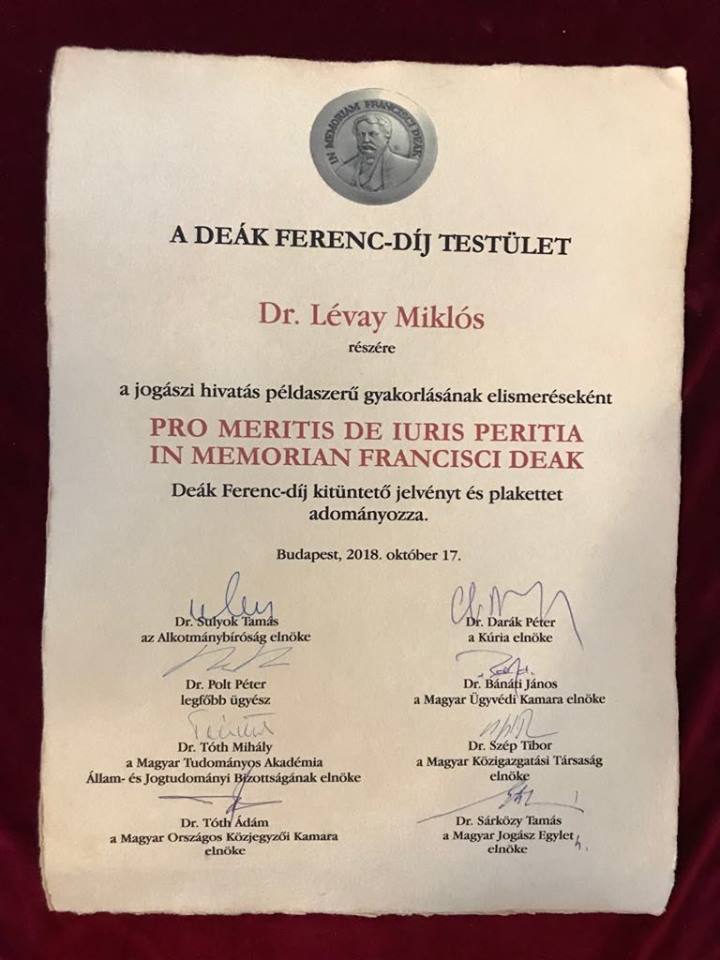 IN MEMORIAM FRANCISCI DEÁK
A DEÁK FERENC-DÍJ TESTÜLET
Dr. Lévay Miklós
részére
a jogászi hivatás példaszerű gyakorlásának elismeréseként
PRO MERITIS DE IURIS PERITIA
IN MEMORIAN FRANCISCI DEAK
Deák Ferenc-díj kitüntető jelvényt és plakettet
adományozza.
Budapest, 2018. október 17.
Dr. Sulyok Tamás
az Alkotmánybíróság elnöke
Dr. Darák Péter
a Kúria elnöke
Dr. Polt Péter
legfőbb ügyész
Dr. Bánáti János
a Magyar Ügyvédi Kamara elnöke
Dr. Tóth Mihály
a Magyar Tudományos Akadémia
Állam- és Jogtudományi Bizottságának elnöke
Dr. Szép Tibor
a Magyar Közigazgatási Társaság
elnöke
Dr. Tóth Ádám
a Magyar Országos Közjegyzői Kamara
elnöke
Dr. Sárközy Tamás
a Magyar Jogász Egylet
elnöke